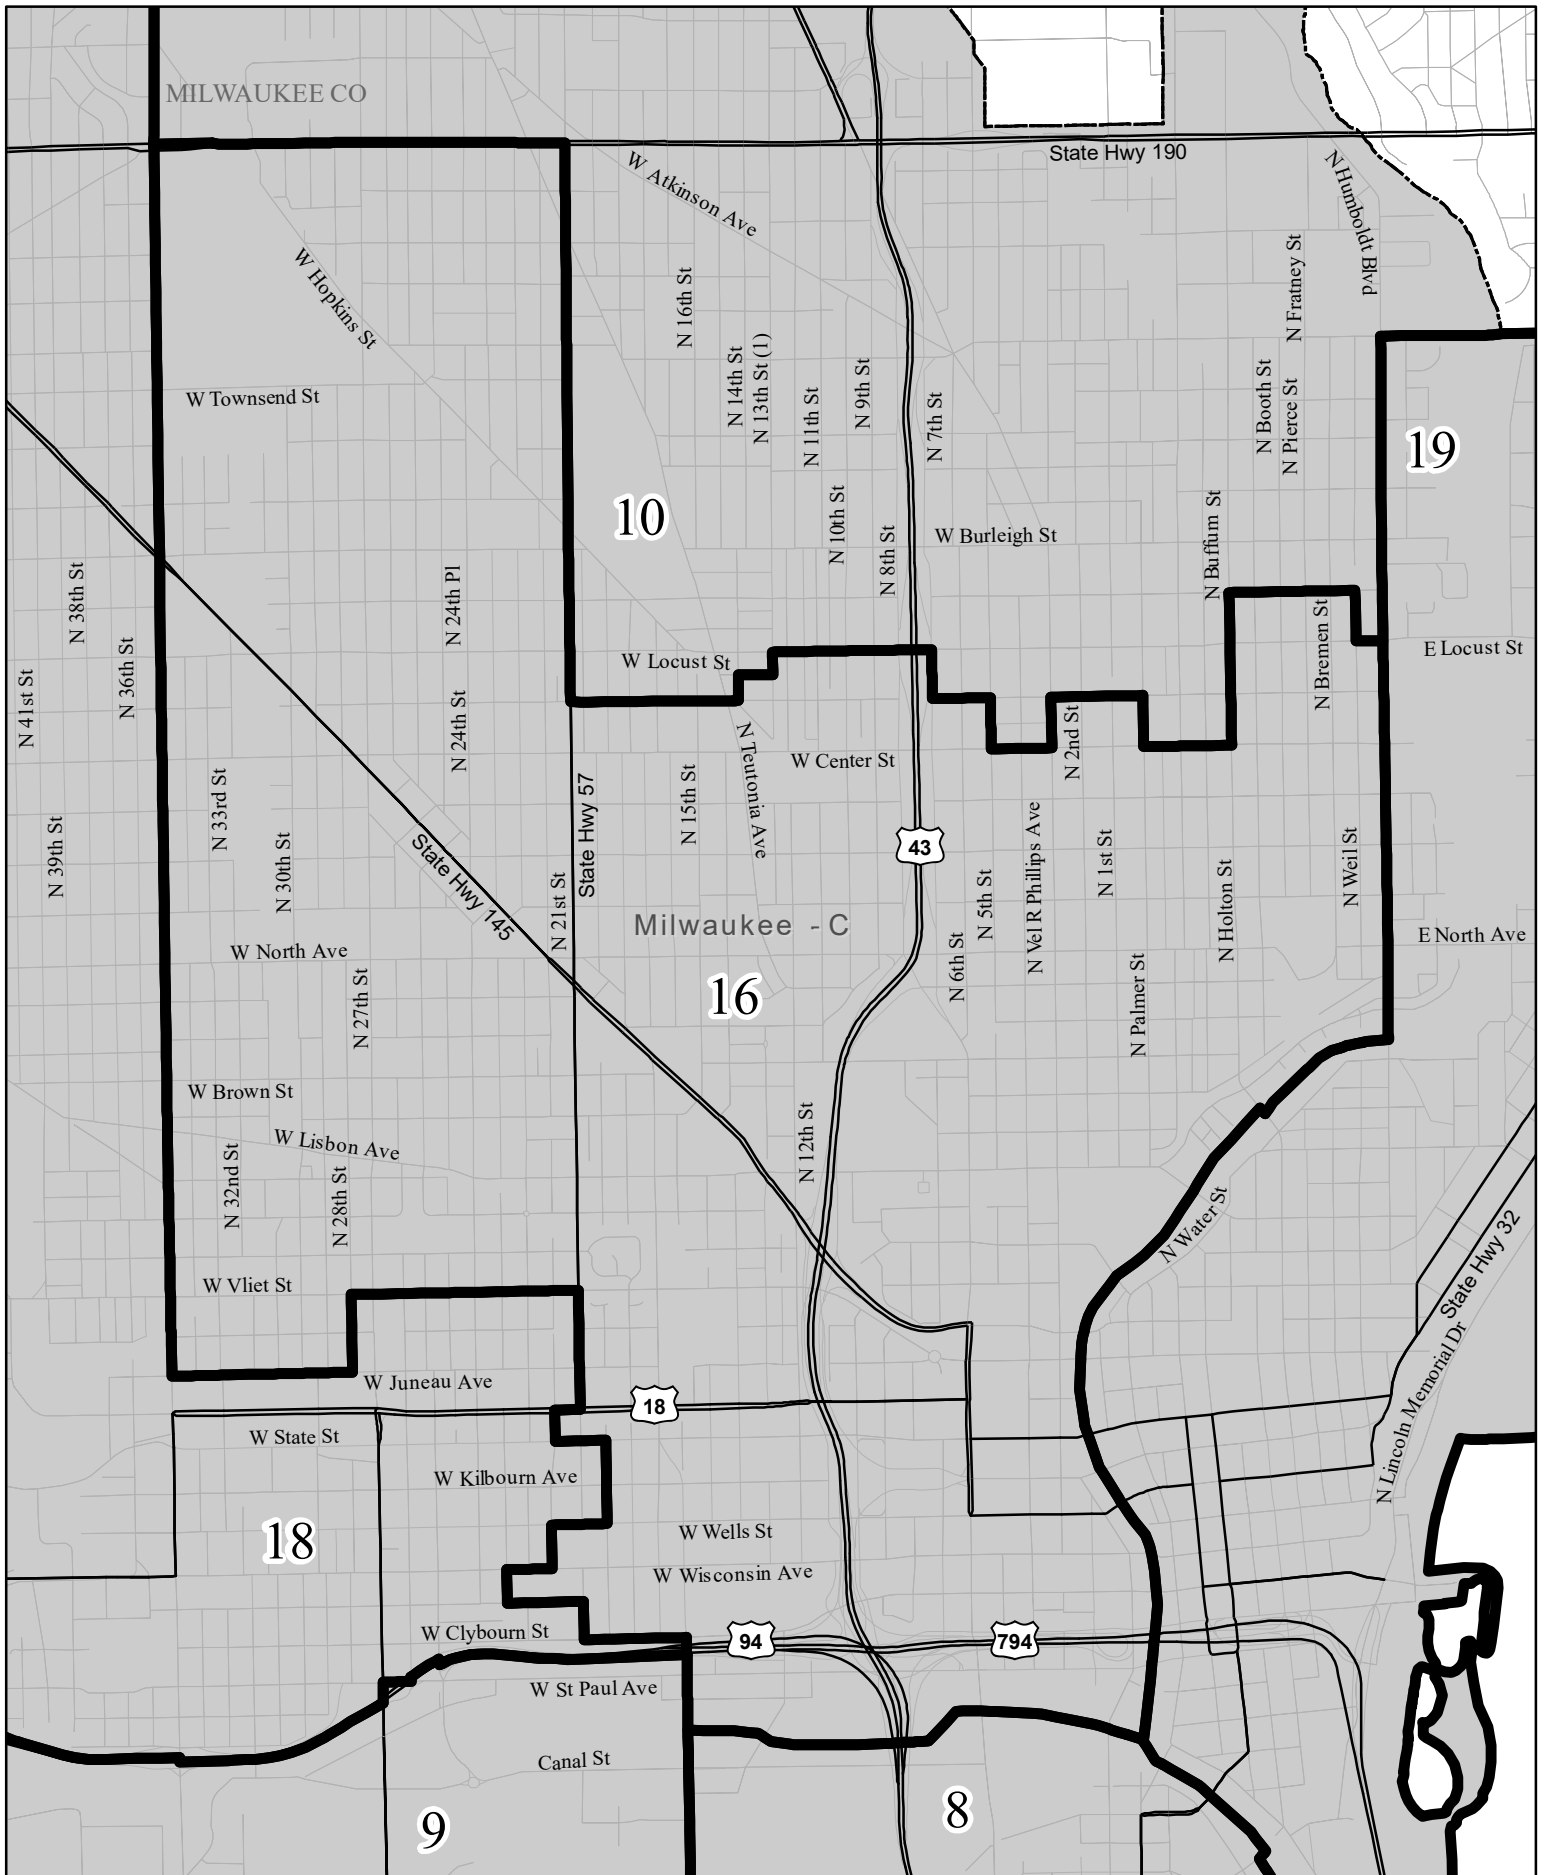 MILWAUKEE CO
State Hwy 190
W Atkinson Ave
N Humboldt Blvd
W Hopkins St
N 16th St
N Fratney St
W Townsend St
N 14th St
N 13th St (1)
N 11th St
N 9th St
N 7th St
N Booth St
N Pierce St
19
10
N 10th St
N 8th St
W Burleigh St
N Buffum St
N 38th St
N 24th Pl
N 36th St
N 41st St
W Locust St
N Bremen St
E Locust St
N 24th St
N Teutonia Ave
W Center St
N 2nd St
N 33rd St
N 30th St
N 39th St
State Hwy 57
N 15th St
43
N Vel R Phillips Ave
N 1st St
N Weil St
State Hwy 145
N 21st St
N 5th St
N Holton St
Milwaukee - C
E North Ave
W North Ave
N 27th St
16
N 6th St
N Palmer St
W Brown St
W Lisbon Ave
N 12th St
N 32nd St
N 28th St
N Water St
State Hwy 32
W Vliet St
W Juneau Ave
18
N Lincoln Memorial Dr
W State St
W Kilbourn Ave
18
W Wells St
W Wisconsin Ave
W Clybourn St
94
794
W St Paul Ave
Canal St
9
8